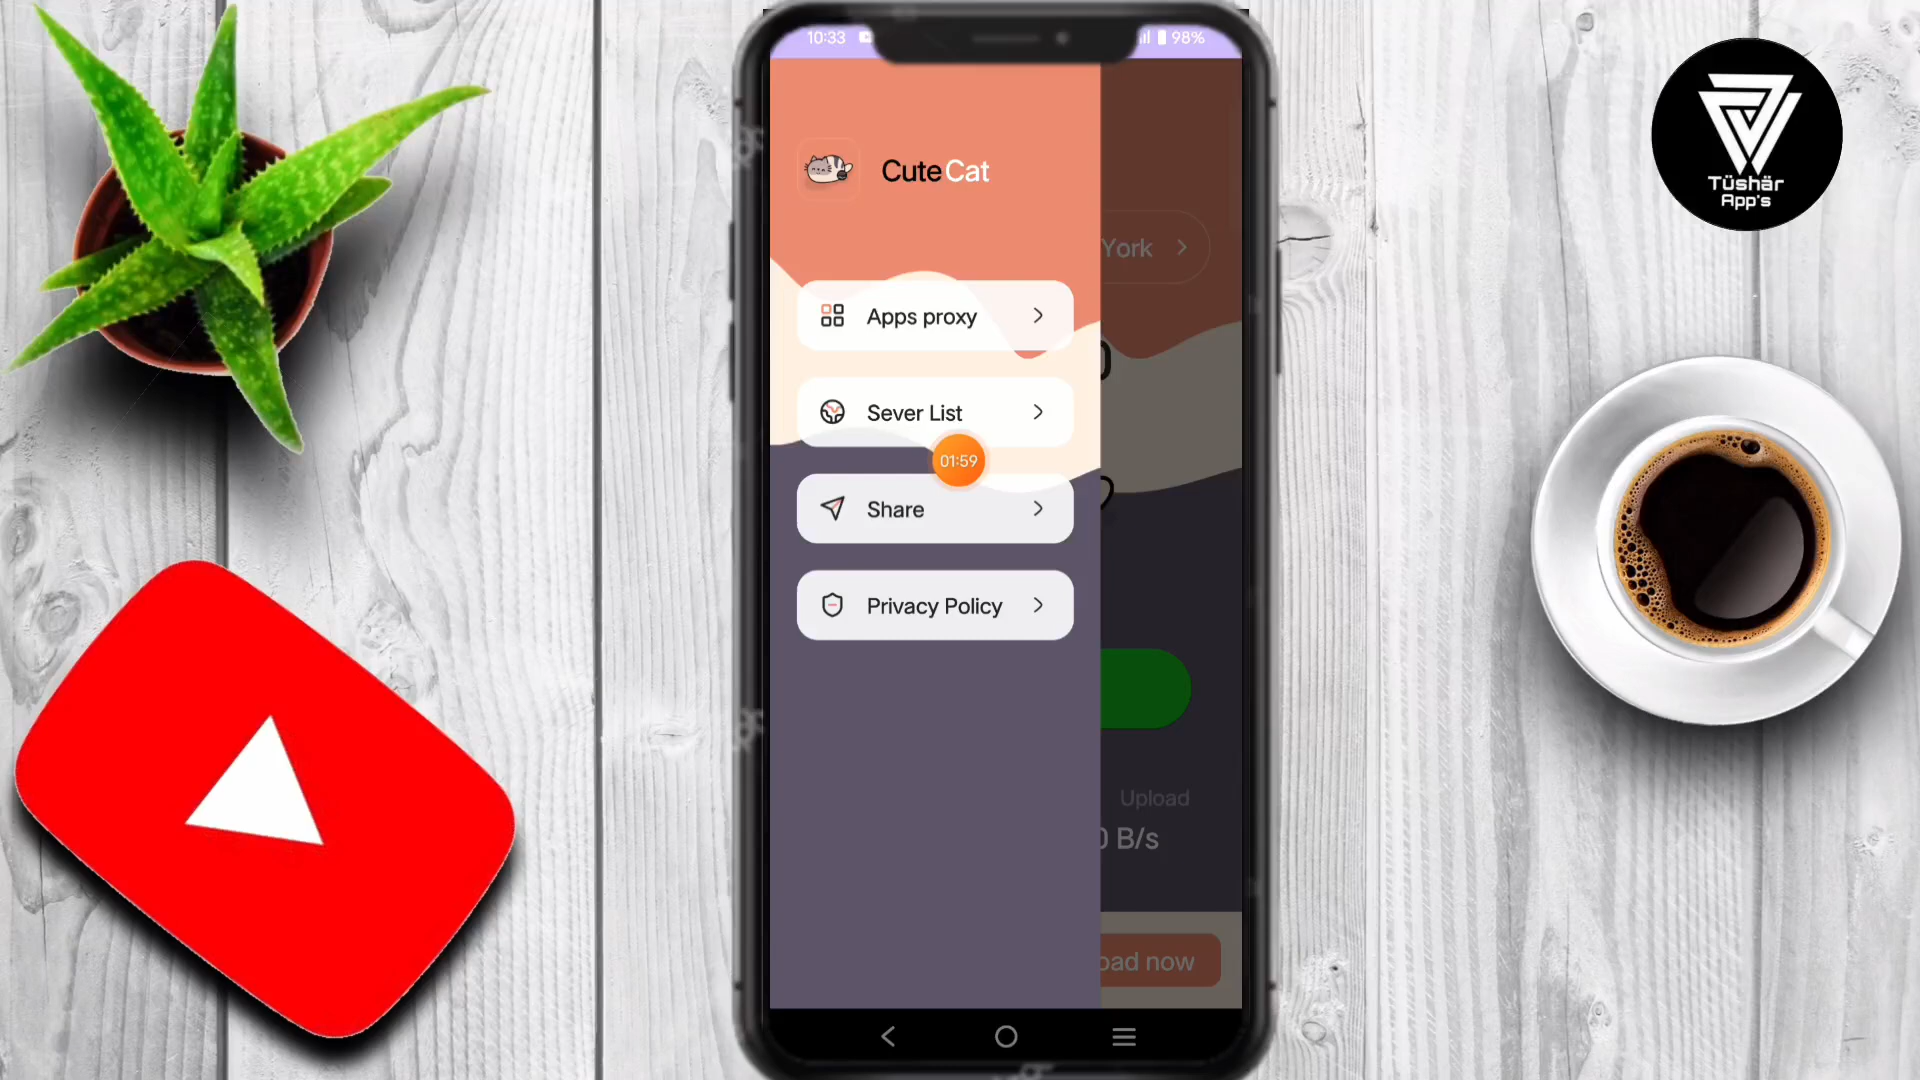 10:33
98%
Cute Cat
York
Apps proxy
Sever List
01:59
Share
Privacy Policy
Upload
B/s
oad now
Tüshär
App's